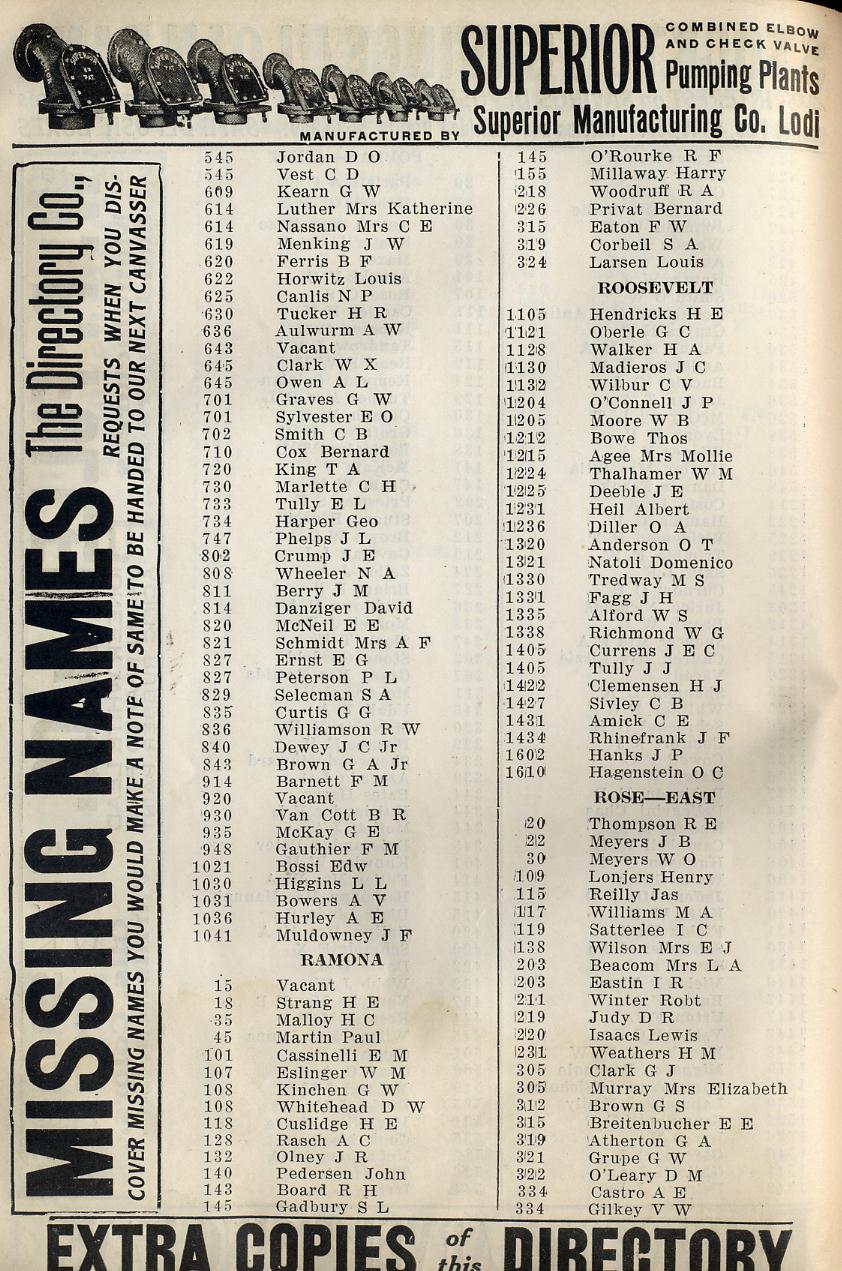 SUPERIOR
COMBINED ELBOW
AND CHECK VALVE
Pumping Plants
MANUFACTURED BY Superior Manufacturing Co. Lodi
MISSING NAMES The Directory Co.,
REQUESTS WHEN YOU DIS-
COVER MISSING NAMES YOU WOULD MAKE A NOTE OF SAME TO BE HANDED TO OUR NEXT CANVASSER
545 Jordan D O
545 Vest C D
609 Kearn G W
614 Luther Mrs Katherine
614 Nassano Mrs C E
619 Menking J W
620 Ferris B F
622 Horwitz Louis
625 Canlis N P
630 Tucker H R
636 Aulwurm A W
643 Vacant
645 Clark W X
645 Owen A L
701 Graves G W
701 Sylvester E O
702 Smith C B
710 Cox Bernard
720 King T A
730 Marlette C H
733 Tully E L
734 Harper Geo
747 Phelps J L
802 Crump J E
808 Wheeler N A
811 Berry J M
814 Danziger David
820 McNeil E E
821 Schmidt Mrs A F
827 Ernst E G
827 Peterson P L
829 Selecman S A
835 Curtis G G
836 Williamson R W
840 Dewey J C Jr
843 Brown G A Jr
914 Barnett F M
920 Vacant
930 Van Cott B R
935 McKay G E
948 Gauthier F M
1021 Bossi Edw
1030 Higgins L L
1031 Bowers A V
1036 Hurley A E
1041 Muldowney J F
RAMONA
15 Vacant
18 Strang H E
35 Malloy H C
45 Martin Paul
101 Cassinelli E M
107 Eslinger W M
108 Kinchen G W
108 Whitehead D W
118 Cuslidge H E
128 Rasch A C
132 Olney J R
140 Pedersen John
143 Board R H
145 Gadbury S L
145 O'Rourke R F
155 Millaway Harry
218 Woodruff R A
226 Privat Bernard
315 Eaton F W
319 Corbeil S A
324 Larsen Louis
ROOSEVELT
1105 Hendricks H E
1121 Oberle G C
1128 Walker H A
1130 Madieros J C
1132 Wilbur C V
1204 O'Connell J P
1205 Moore W B
1212 Bowe Thos
1215 Agee Mrs Mollie
1224 Thalhamer W M
1225 Deeble J E
1231 Heil Albert
1236 Diller O A
1320 Anderson O T
1321 Natoli Domenico
1330 Tredway M S
1331 Fagg J H
1335 Alford W S
1338 Richmond W G
1405 Currens J E C
1405 Tully J J
1422 Clemensen H J
1427 Sivley C B
1431 Amick C E
1434 Rhinefrank J F
1602 Hanks J P
1610 Hagenstein O C
ROSE—EAST
20 Thompson R E
22 Meyers J B
30 Meyers W O
109 Lonjers Henry
115 Reilly Jas
117 Williams M A
119 Satterlee I C
138 Wilson Mrs E J
203 Beacom Mrs L A
203 Eastin I R
211 Winter Robt
219 Judy D R
220 Isaacs Lewis
231 Weathers H M
305 Clark G J
305 Murray Mrs Elizabeth
312 Brown G S
315 Breitenbucher E E
319 Atherton G A
321 Grupe G W
322 O'Leary D M
334 Castro A E
334 Gilkey V W
EXTRA COPIES of this DIRECTORY